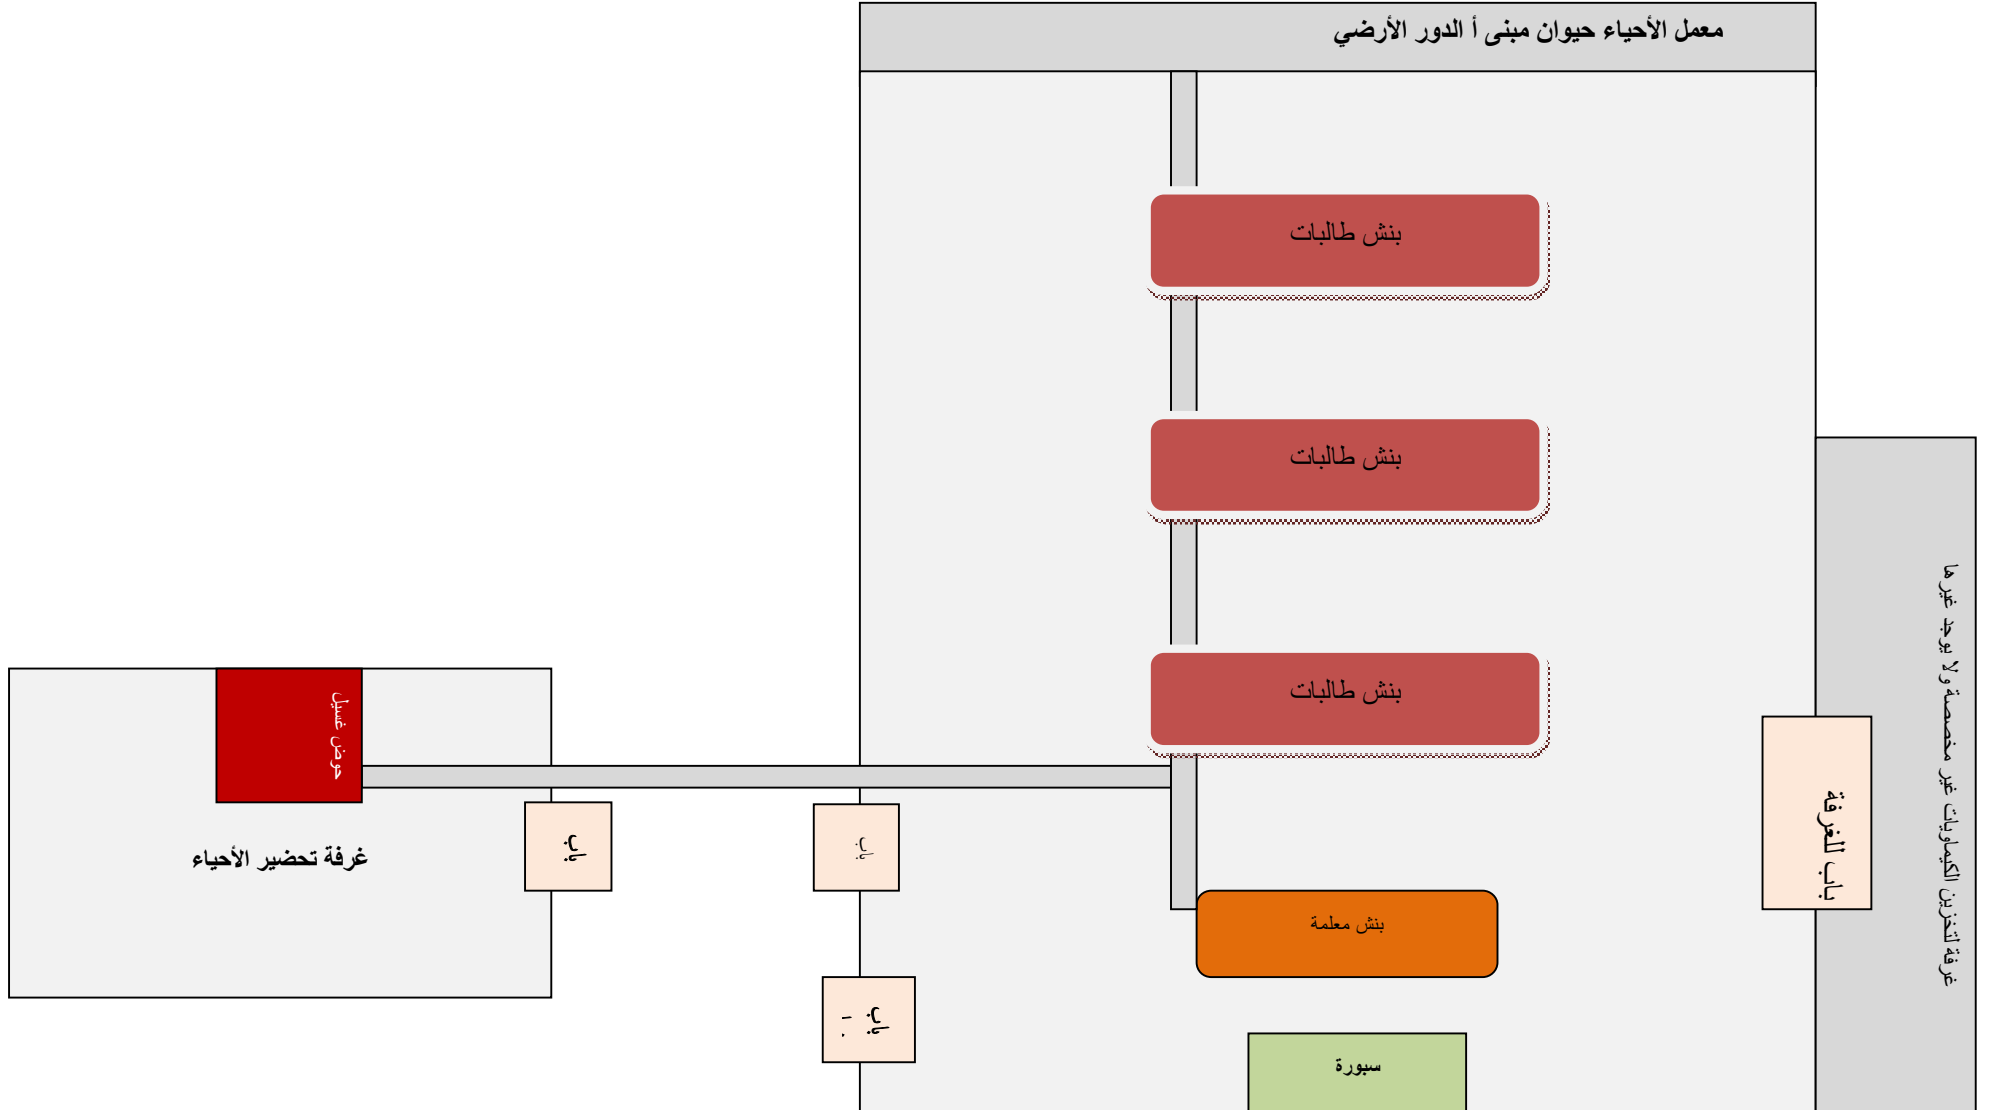 معمل الأحياء حيوان مبنى أ الدور الأرضي
بنش طالبات
بنش طالبات
بنش طالبات
غرفة لتخزين الكيماويات غير مخصصة ولا يوجد غيرها
باب للغرفة
حوض غسيل
غرفة تحضير الأحياء
باب
باب
بنش معلمة
باب
سبورة